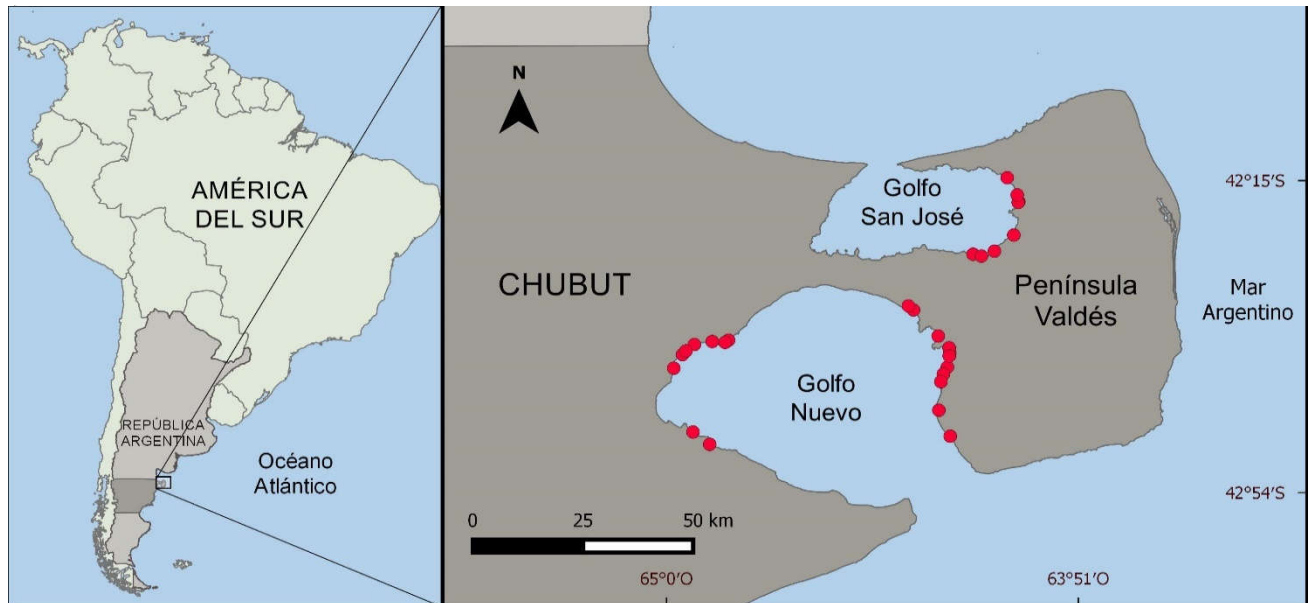 AMÉRICA
DEL SUR
REPÚBLICA
ARGENTINA
Océano
Atlántico
N
Golfo
San José
42°15'S
CHUBUT
Península
Valdés
Mar
Argentino
Golfo
Nuevo
42°54'S
0 25 50 km
65°0'O
63°51'O